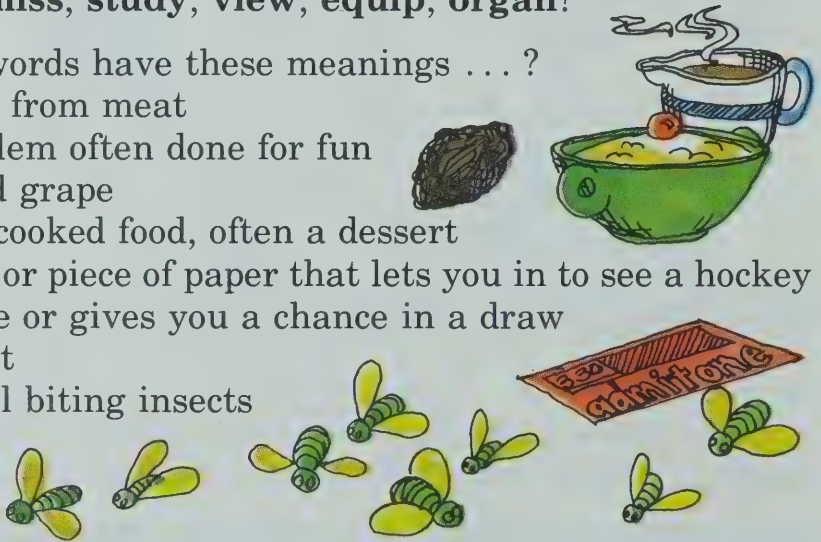 miss, study, view, equip, organ?
words have these meanings ... ?
from meat
lem often done for fun
d grape
cooked food, often a dessert
or piece of paper that lets you in to see a hockey
e or gives you a chance in a draw
t
l biting insects
3.50
admit one